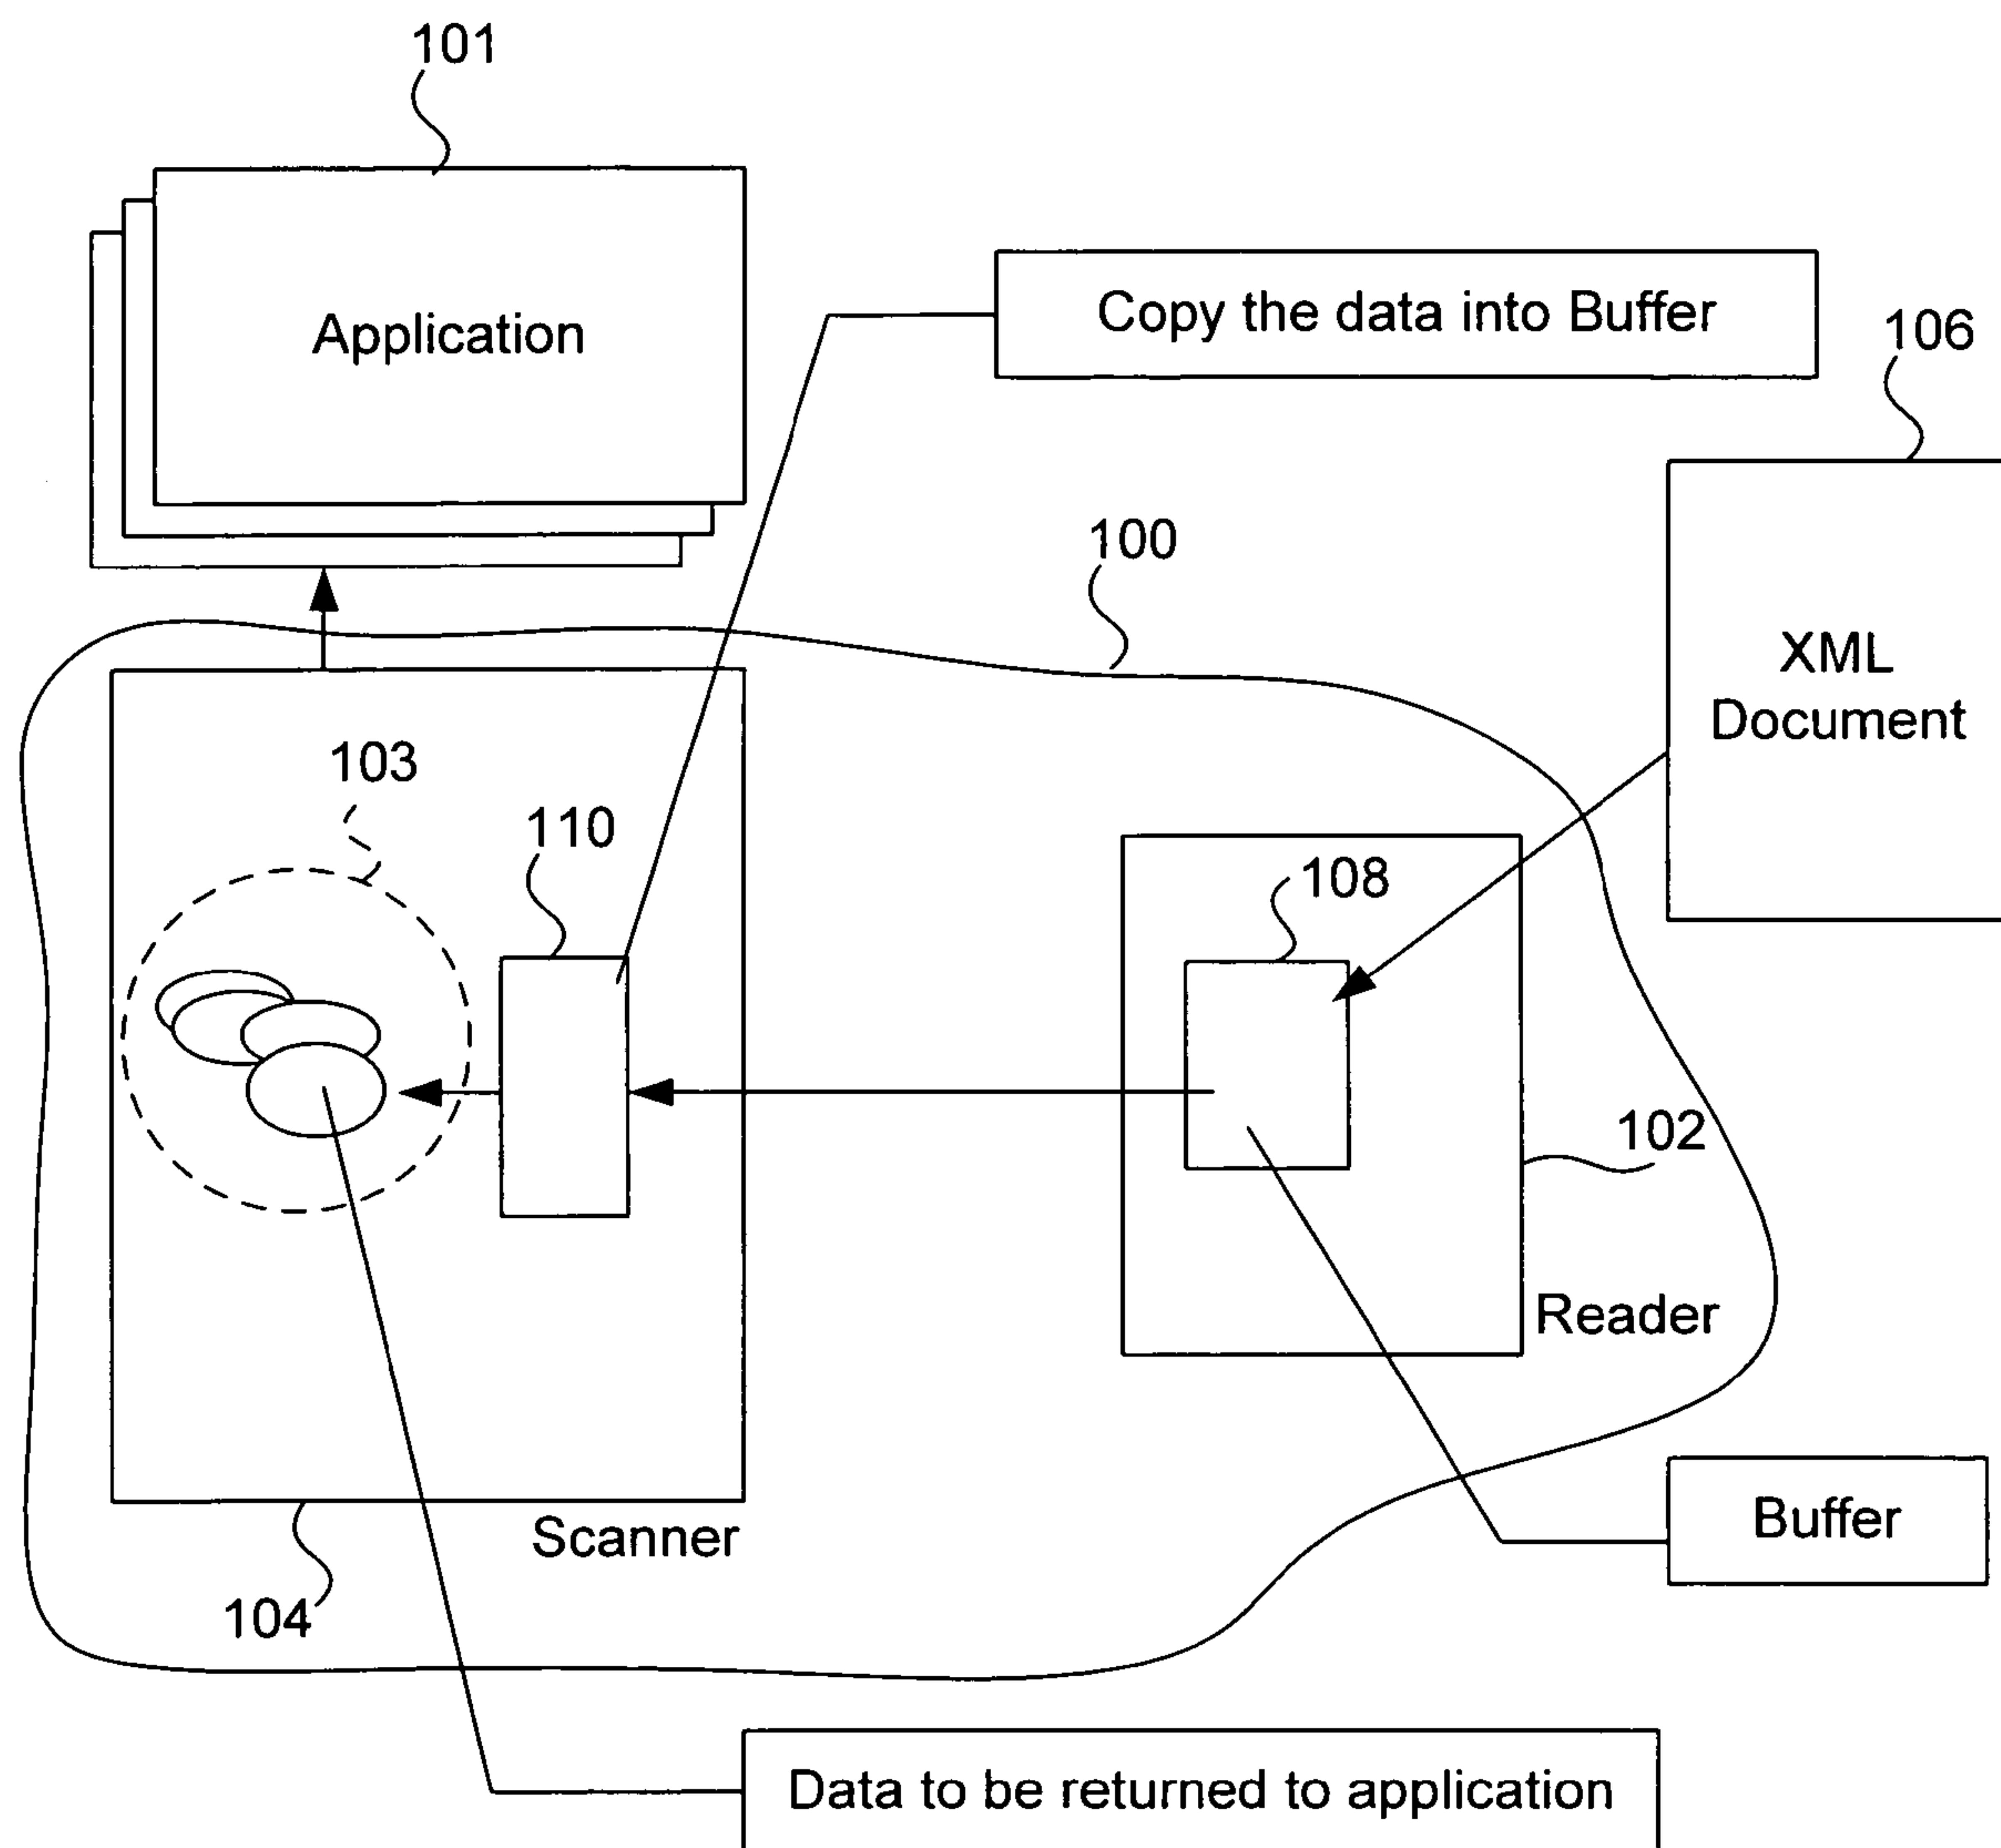 101
Application
Copy the data into Buffer
106
100
XML
Document
103
110
108
102
Reader
Scanner
104
Buffer
Data to be returned to application